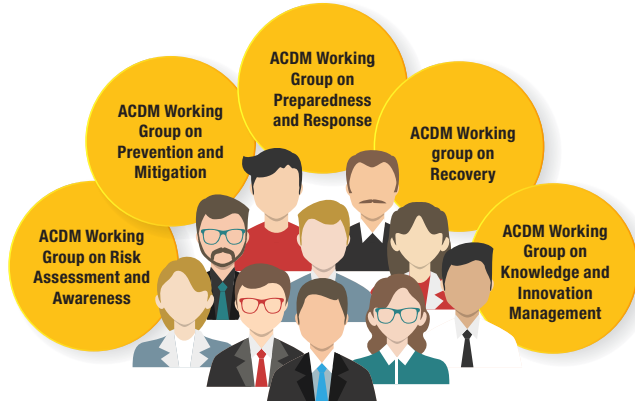 ACDM Working
Group on Risk
Assessment and
Awareness
ACDM Working
Group on
Prevention and
Mitigation
ACDM Working
Group on
Preparedness
and Response
ACDM Working
group on
Recovery
ACDM Working
Group on
Knowledge and
Innovation
Management